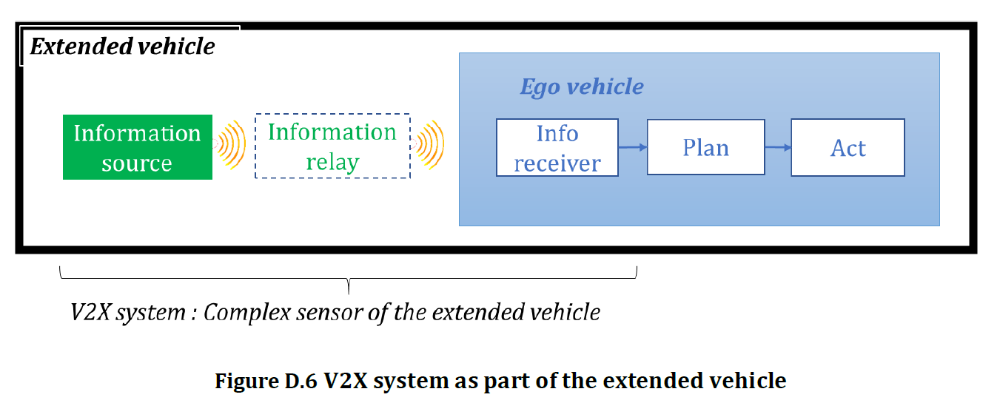 Extended vehicle
Ego vehicle
Information
source
Information
relay
Info
receiver
Plan
Act
V2X system : Complex sensor of the extended vehicle
Figure D.6 V2X system as part of the extended vehicle